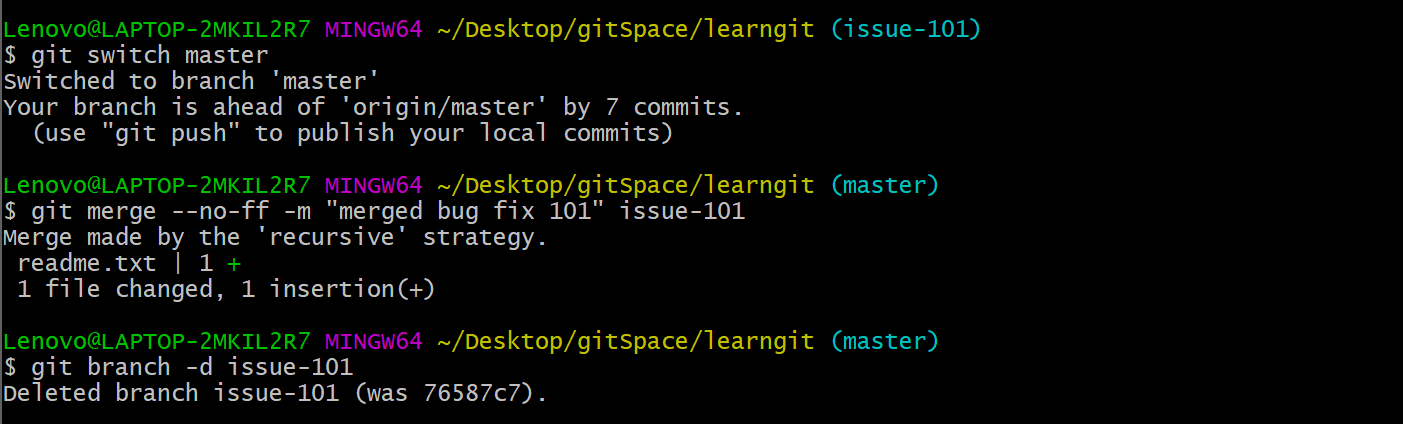 Lenovo@LAPTOP-2MKIL2R7 MINGW64 ~/Desktop/gitSpace/learngit (issue-101)
$ git switch master
Switched to branch 'master'
Your branch is ahead of 'origin/master' by 7 commits.
  (use "git push" to publish your local commits)

Lenovo@LAPTOP-2MKIL2R7 MINGW64 ~/Desktop/gitSpace/learngit (master)
$ git merge --no-ff -m "merged bug fix 101" issue-101
Merge made by the 'recursive' strategy.
 readme.txt | 1 +
 1 file changed, 1 insertion(+)

Lenovo@LAPTOP-2MKIL2R7 MINGW64 ~/Desktop/gitSpace/learngit (master)
$ git branch -d issue-101
Deleted branch issue-101 (was 76587c7).